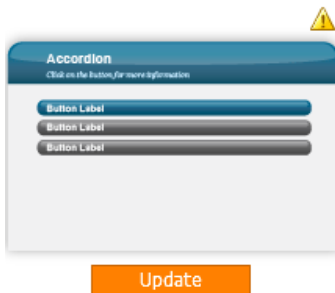 Accordion
Click on the button for more information
Button Label
Button Label
Button Label
Update